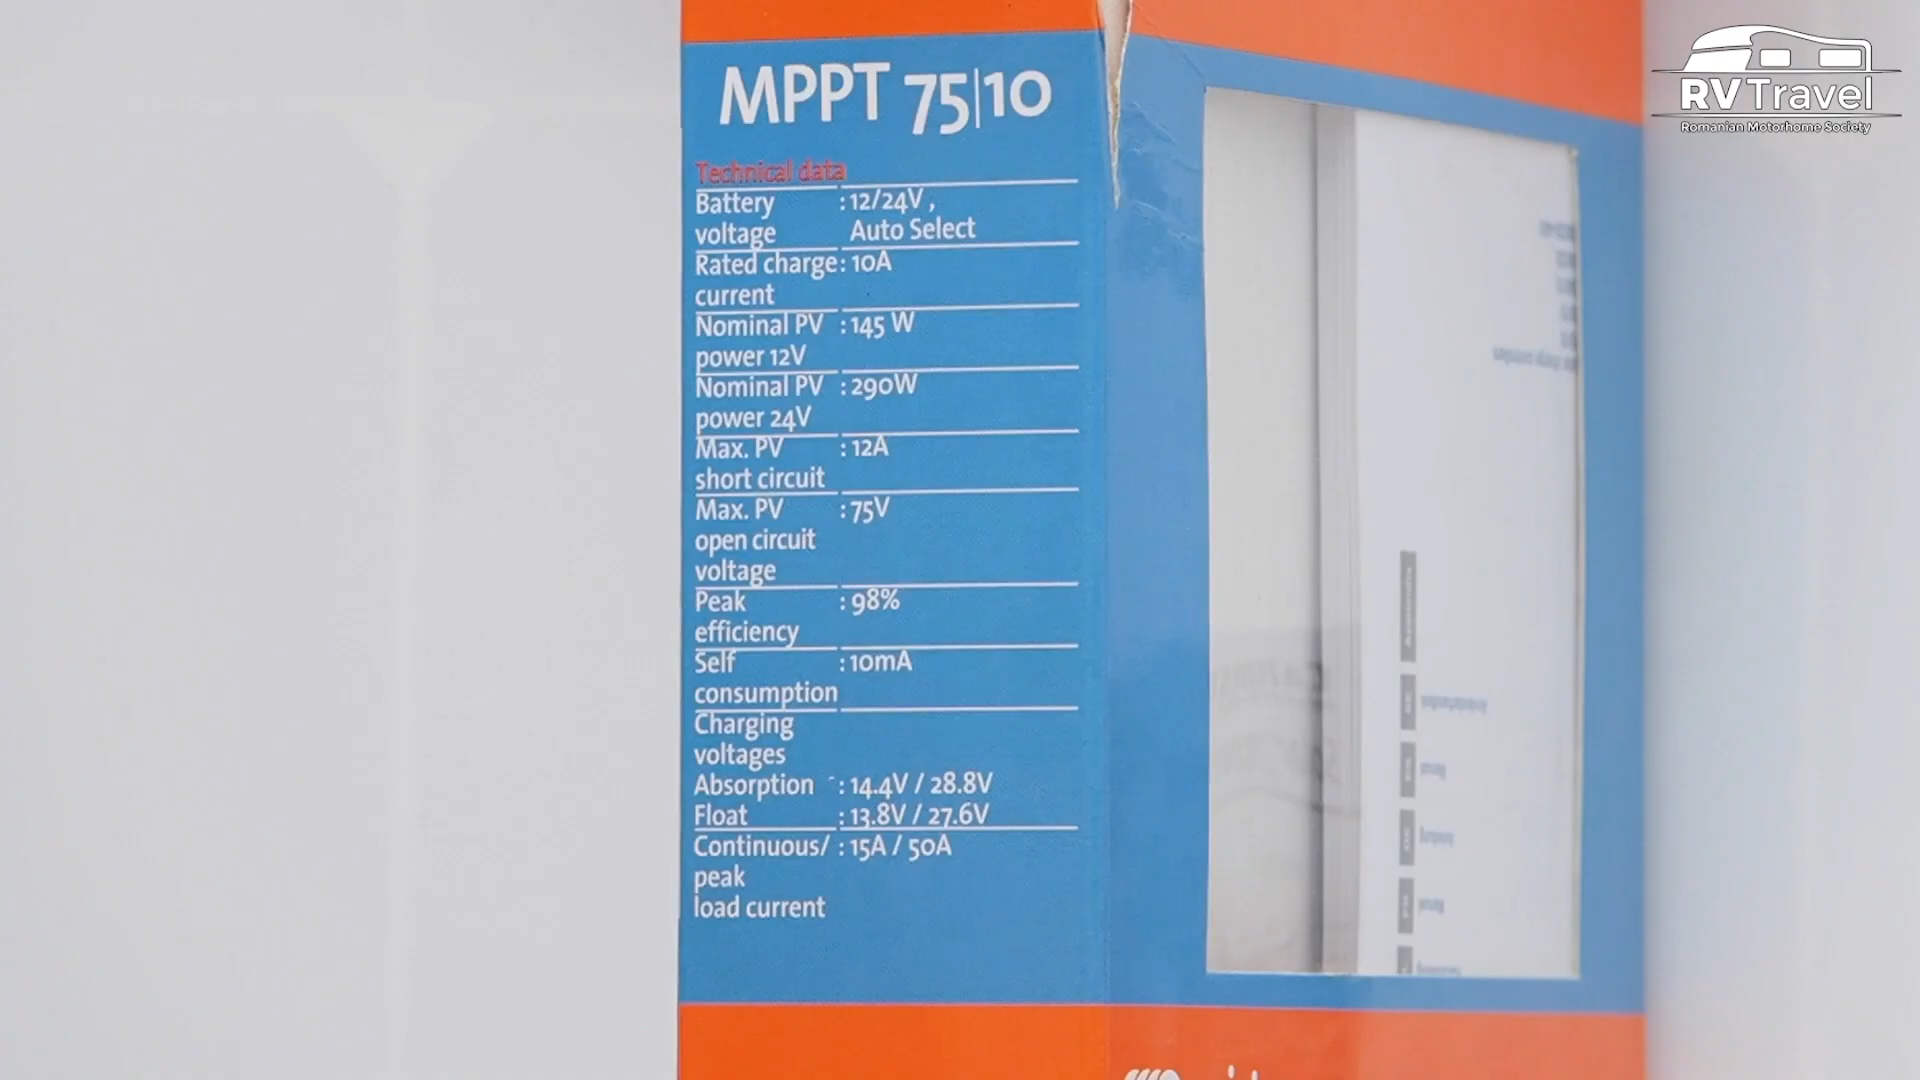 MPPT 75|10
Technical data
Battery : 12/24V ,
voltage Auto Select
Rated charge : 10A
current
Nominal PV : 145 W
power 12V
Nominal PV : 290W
power 24V
Max. PV : 12A
short circuit
Max. PV : 75V
open circuit
voltage
Peak : 98%
efficiency
Self : 10mA
consumption
Charging
voltages
Absorption : 14.4V / 28.8V
Float : 13.8V / 27.6V
Continuous/ : 15A / 50A
peak
load current
RV Travel
Romanian Motorhome Society